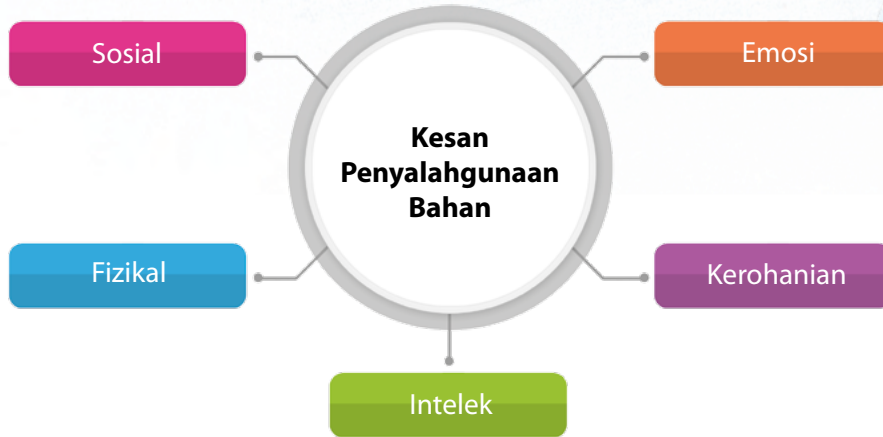 Sosial
Emosi
Kesan
Penyalahgunaan
Bahan
Fizikal
Kerohanian
Intelek